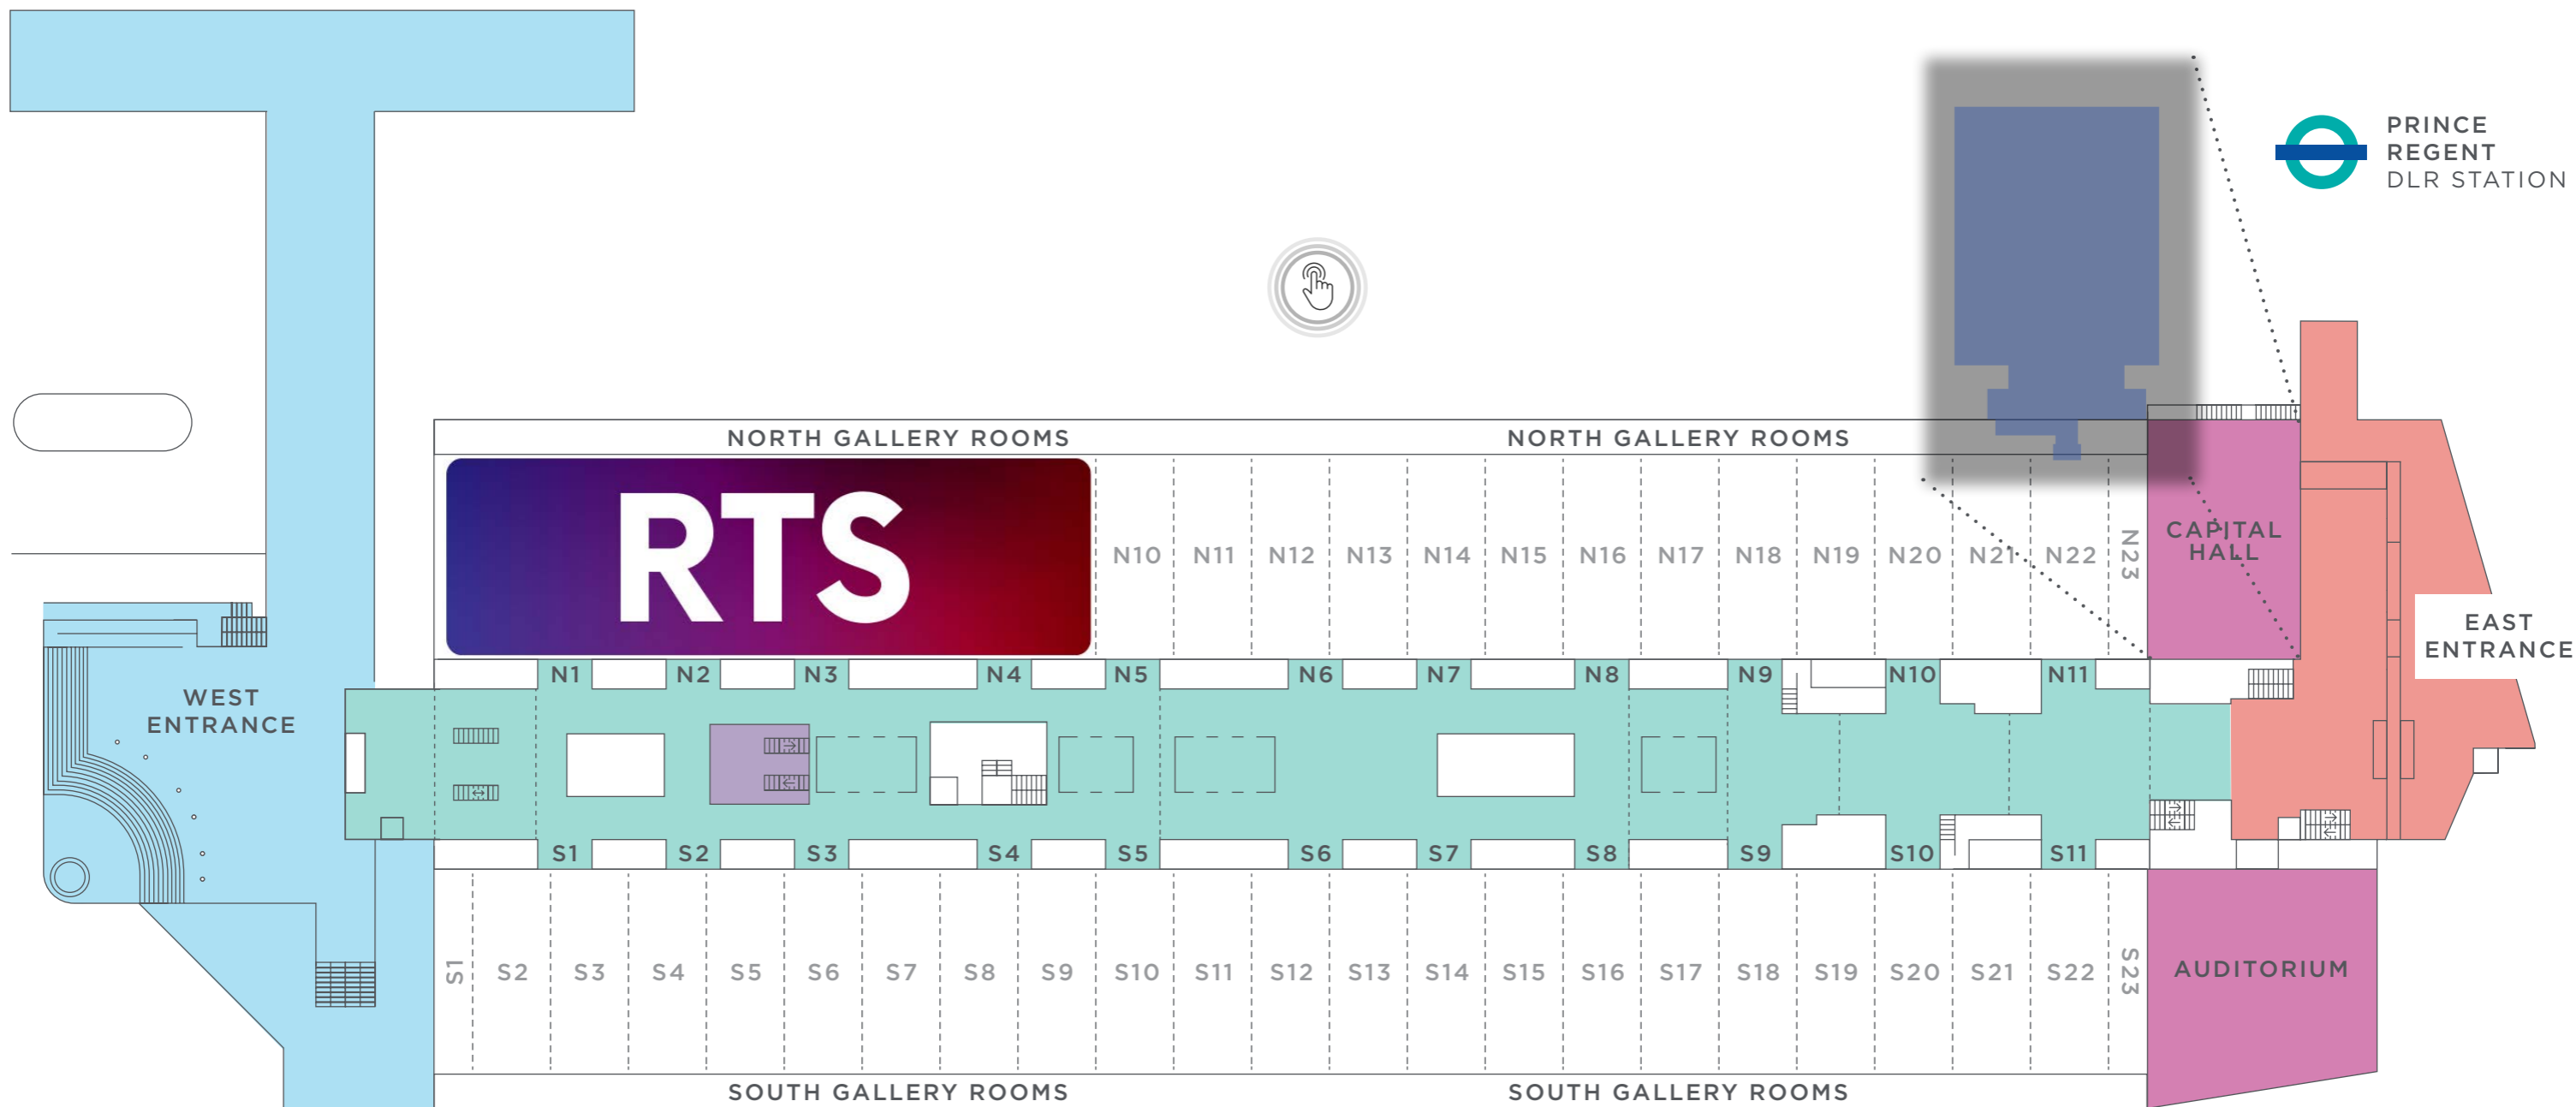 PRINCE
REGENT
DLR STATION
NORTH GALLERY ROOMS
NORTH GALLERY ROOMS
RTS
N10 N11 N12 N13 N14 N15 N16 N17 N18 N19 N20 N21 N22 N23
CAPITAL
HALL
EAST
ENTRANCE
WEST
ENTRANCE
N1 N2 N3 N4 N5 N6 N7 N8 N9 N10 N11
S1 S2 S3 S4 S5 S6 S7 S8 S9 S10 S11
S1 S2 S3 S4 S5 S6 S7 S8 S9 S10 S11 S12 S13 S14 S15 S16 S17 S18 S19 S20 S21 S22 S23
AUDITORIUM
SOUTH GALLERY ROOMS
SOUTH GALLERY ROOMS